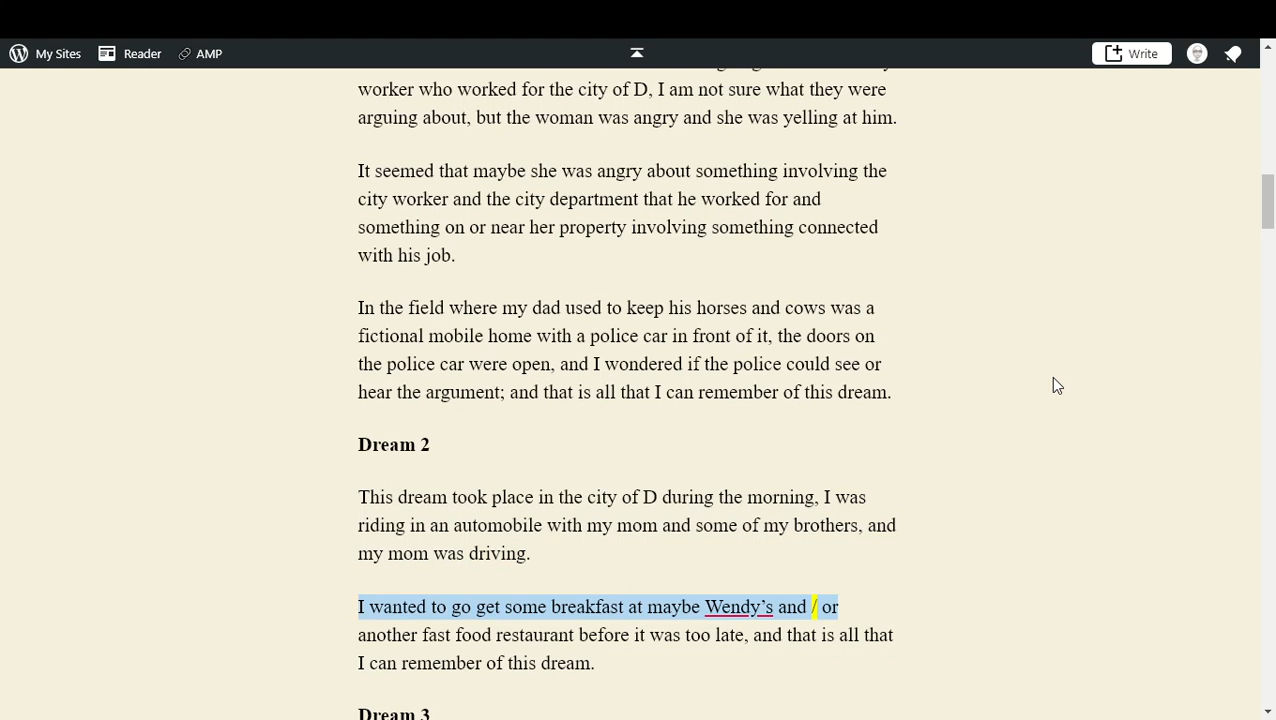 My Sites Reader AMP Write
worker who worked for the city of D, I am not sure what they were
arguing about, but the woman was angry and she was yelling at him.
It seemed that maybe she was angry about something involving the
city worker and the city department that he worked for and
something on or near her property involving something connected
with his job.
In the field where my dad used to keep his horses and cows was a
fictional mobile home with a police car in front of it, the doors on
the police car were open, and I wondered if the police could see or
hear the argument; and that is all that I can remember of this dream.
Dream 2
This dream took place in the city of D during the morning, I was
riding in an automobile with my mom and some of my brothers, and
my mom was driving.
I wanted to go get some breakfast at maybe Wendy’s and / or
another fast food restaurant before it was too late, and that is all that
I can remember of this dream.
Dream 3